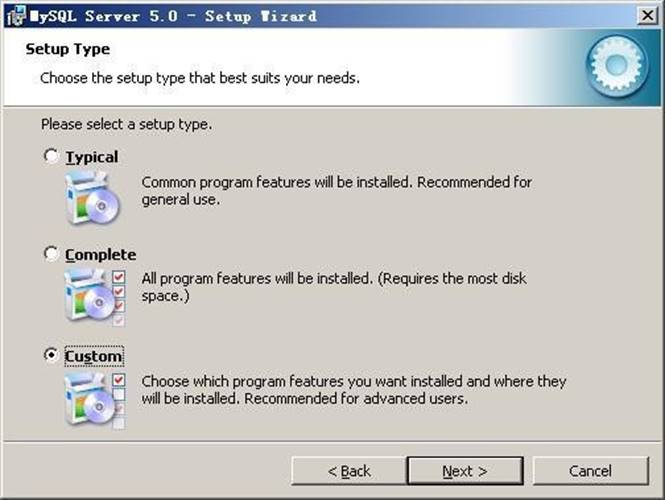 MySQL Server 5.0 - Setup Wizard
Setup Type
Choose the setup type that best suits your needs.
Please select a setup type.
Typical
Common program features will be installed. Recommended for
general use.
Complete
All program features will be installed. (Requires the most disk
space.)
Custom
Choose which program features you want installed and where they
will be installed. Recommended for advanced users.
< Back
Next >
Cancel